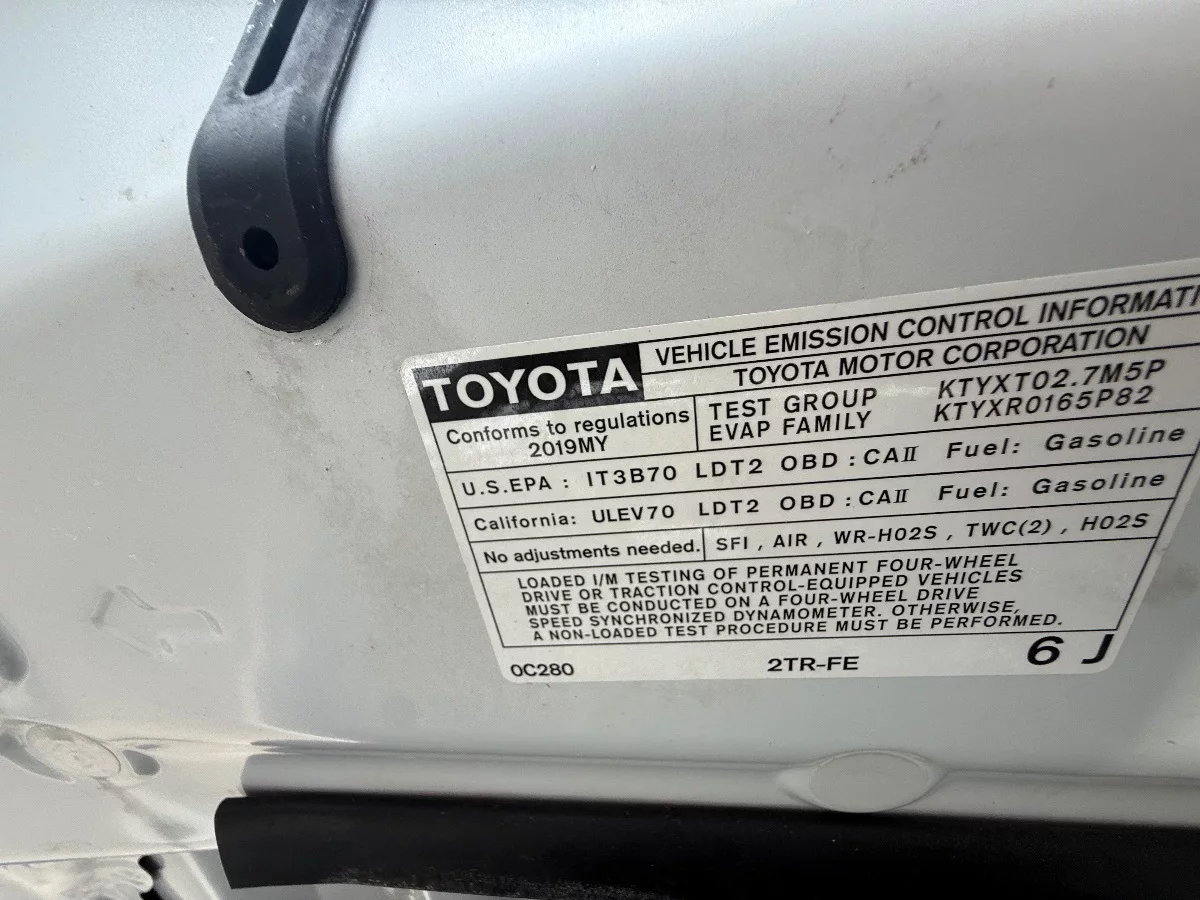 TOYOTA VEHICLE EMISSION CONTROL INFORMATI
TOYOTA MOTOR CORPORATION
Conforms to regulations
2019MY
TEST GROUP KTYXT02.7M5P
EVAP FAMILY KTYXR0165P82
U.S.EPA : IT3B70 LDT2 OBD : CAⅡ Fuel: Gasoline
California: ULEV70 LDT2 OBD : CAⅡ Fuel: Gasoline
No adjustments needed. SFI , AIR , WR-HO2S , TWC(2) , HO2S
LOADED I/M TESTING OF PERMANENT FOUR-WHEEL
DRIVE OR TRACTION CONTROL-EQUIPPED VEHICLES
MUST BE CONDUCTED ON A FOUR-WHEEL DRIVE
SPEED SYNCHRONIZED DYNAMOMETER. OTHERWISE,
A NON-LOADED TEST PROCEDURE MUST BE PERFORMED.
0C280 2TR-FE 6 J